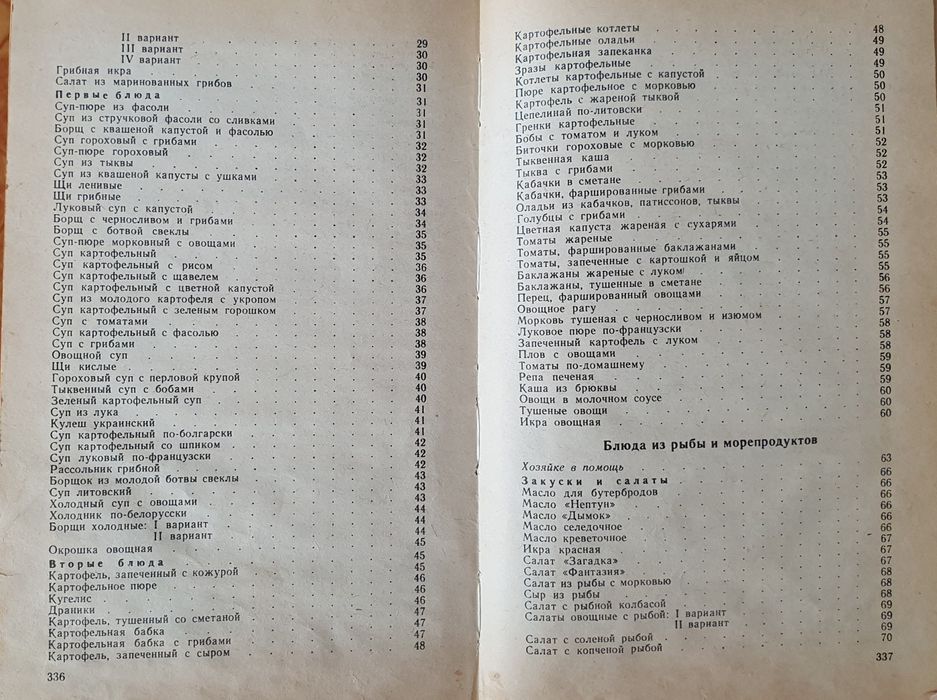 II вариант 29
III вариант 30
IV вариант 30
Грибная икра 30
Салат из маринованных грибов 31
Первые блюда
Суп-пюре из фасоли 31
Суп из стручковой фасоли со сливками 31
Борщ с квашеной капустой и фасолью 31
Суп гороховый с грибами 32
Суп-пюре гороховый 32
Суп из тыквы 32
Суп из квашеной капусты с ушками 33
Щи ленивые 33
Щи грибные 33
Луковый суп с капустой 34
Борщ с черносливом и грибами 34
Борщ с ботвой свеклы 35
Суп-пюре морковный с овощами 35
Суп картофельный 36
Суп картофельный с рисом 36
Суп картофельный с щавелем 36
Суп картофельный с цветной капустой 37
Суп из молодого картофеля с укропом 37
Суп картофельный с зеленым горошком 38
Суп с томатами 38
Суп картофельный с фасолью 38
Суп с грибами 39
Овощной суп 39
Щи кислые 40
Гороховый суп с перловой крупой 40
Тыквенный суп с бобами 40
Зеленый картофельный суп 41
Суп из лука 41
Кулеш украинский 41
Суп картофельный по-болгарски 42
Суп картофельный со шпиком 42
Суп луковый по-французски 42
Рассольник грибной 43
Борщок из молодой ботвы свеклы 43
Суп литовский 43
Холодный суп с овощами 44
Холодник по-белорусски 44
Борщи холодные: I вариант 44
II вариант 45
Окрошка овощная 45
Вторые блюда
Картофель, запеченный с кожурой 45
Картофельное пюре 46
Кугелис 46
Драники 46
Картофель, тушенный со сметаной 47
Картофельная бабка 47
Картофельная бабка с грибами 47
Картофель, запеченный с сыром 48
336
Картофельные котлеты 48
Картофельные оладьи 49
Картофельная запеканка 49
Зразы картофельные 49
Котлеты картофельные с капустой 50
Пюре картофельное с морковью 50
Картофель с жареной тыквой 50
Цепелинай по-литовски 51
Гренки картофельные 51
Бобы с томатом и луком 51
Биточки гороховые с морковью 52
Тыквенная каша 52
Тыква с грибами 52
Кабачки в сметане 53
Кабачки, фаршированные грибами 53
Оладьи из кабачков, патиссонов, тыквы 53
Голубцы с грибами 54
Цветная капуста жареная с сухарями 54
Томаты жареные 55
Томаты, фаршированные баклажанами 55
Томаты, запеченные с картошкой и яйцом 55
Баклажаны жареные с луком 55
Баклажаны, тушенные в сметане 56
Перец, фаршированный овощами 56
Овощное рагу 57
Морковь тушеная с черносливом и изюмом 57
Луковое пюре по-французски 58
Запеченный картофель с луком 58
Плов с овощами 58
Томаты по-домашнему 59
Репа печеная 59
Каша из брюквы 59
Овощи в молочном соусе 60
Тушеные овощи 60
Икра овощная 60
Блюда из рыбы и морепродуктов
Хозяйке в помощь 63
Закуски и салаты
Масло для бутербродов 66
Масло «Нептун» 66
Масло «Дымок» 66
Масло селедочное 66
Масло креветочное 66
Икра красная 67
Салат «Загадка» 67
Салат «Фантазия» 67
Салат из рыбы с морковью 68
Сыр из рыбы 68
Салат с рыбной колбасой 68
Салаты овощные с рыбой: I вариант 69
II вариант 69
Салат с соленой рыбой 69
Салат с копченой рыбой 70
337